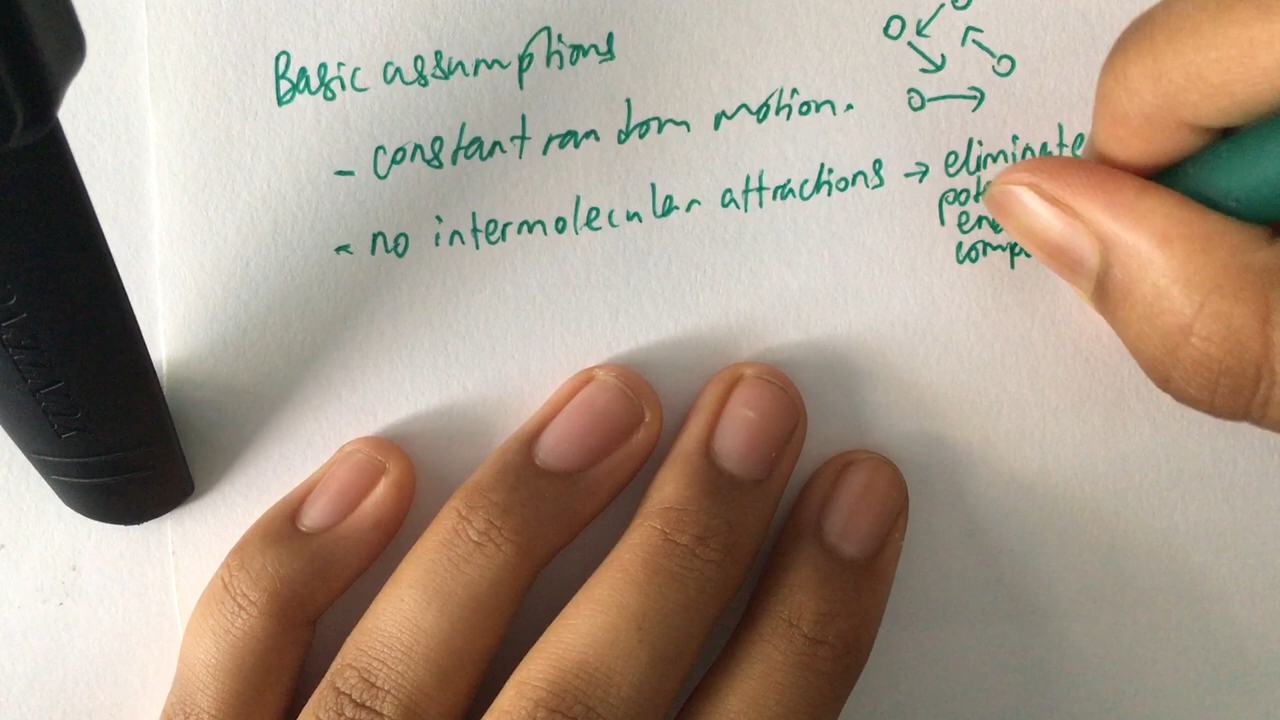 Basic assumptions
- constant random motion.
- no intermolecular attractions → eliminate